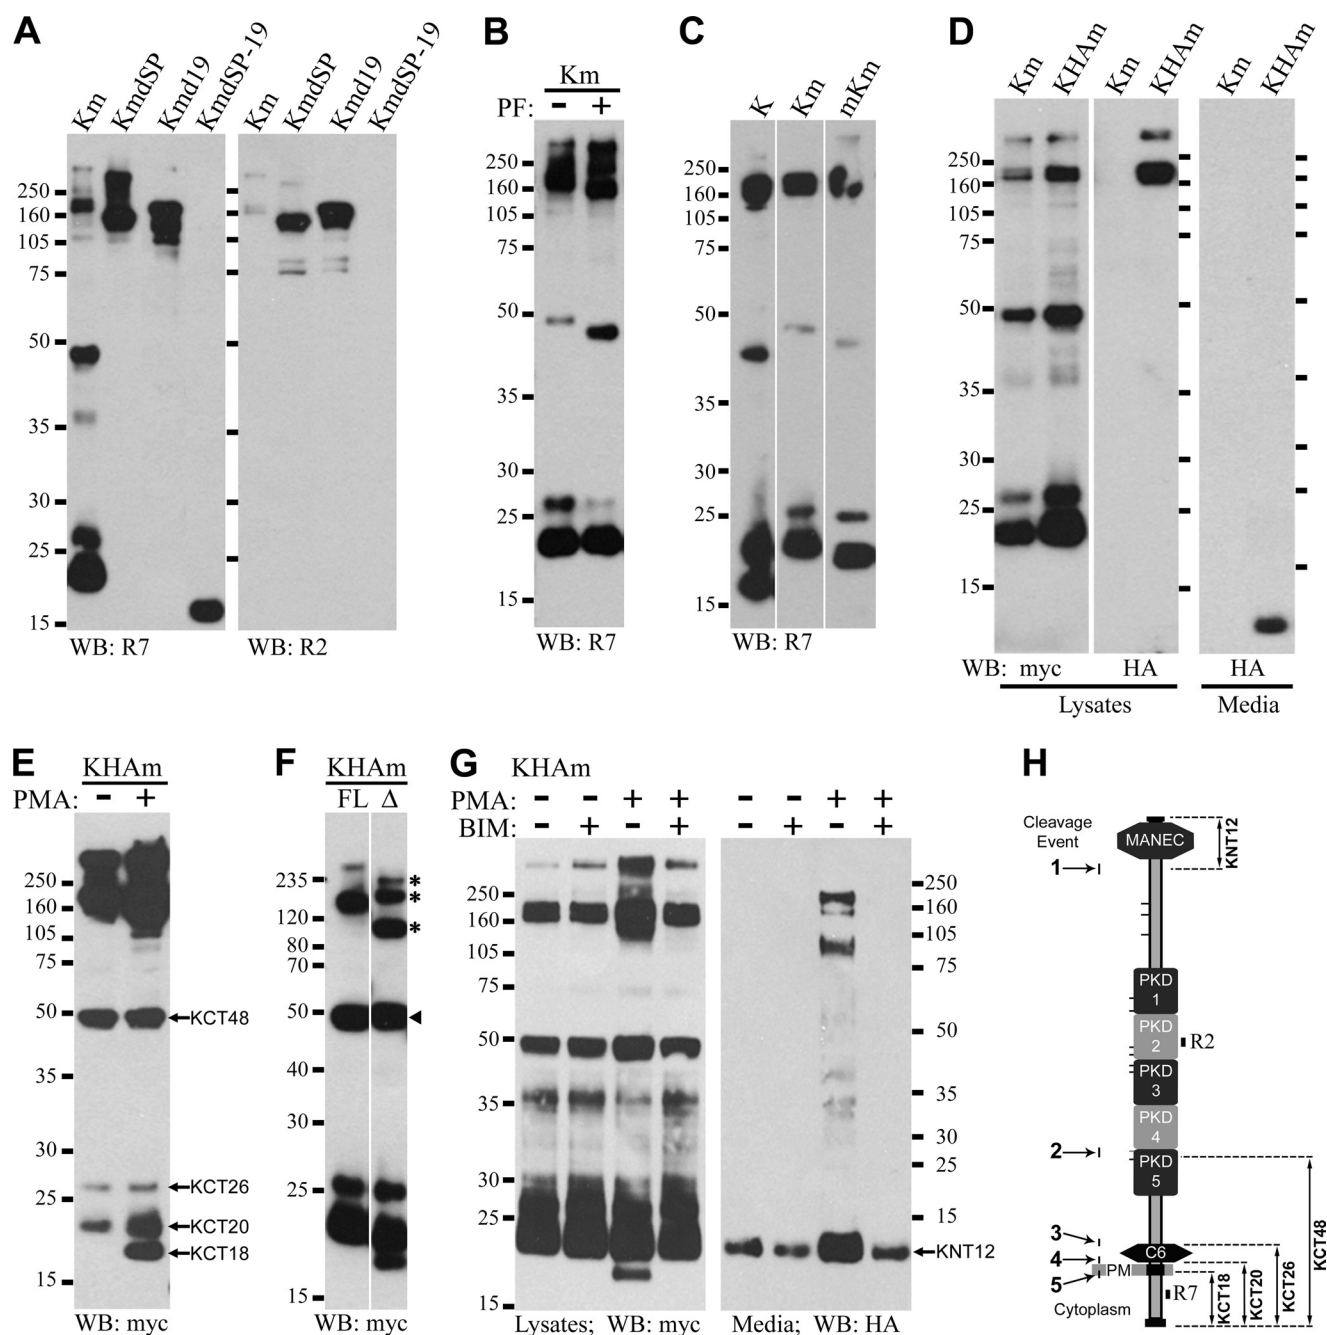 A
Km
KmdSP
Kmd19
KmdSP-19
Km
KmdSP
Kmd19
KmdSP-19
250
160
105
75
50
35
30
25
15
WB: R7
WB: R2
B
Km
PF: - +
250
160
105
75
50
35
30
25
15
WB: R7
C
K
Km
mKm
250
160
105
75
50
35
30
25
15
WB: R7
D
Km
KHAm
Km
KHAm
Km
KHAm
250
160
105
75
50
35
30
25
15
WB: myc HA HA
Lysates Media
E
KHAm
PMA: - +
250
160
105
75
50
35
30
25
15
KCT48
KCT26
KCT20
KCT18
WB: myc
F
KHAm
FL Δ
235
120
80
70
50
40
30
25
15
*
*
*
WB: myc
G
KHAm
PMA: - - + + - - + +
BIM: - + - + - + - +
250
160
105
75
50
35
30
25
15
250
160
105
75
50
35
30
25
15
KNT12
Lysates; WB: myc
Media; WB: HA
H
Cleavage
Event
1
2
3
4
5
MANEC
KNT12
PKD
1
PKD
2
R2
PKD
3
PKD
4
PKD
5
C6
PM
R7
Cytoplasm
KCT18
KCT20
KCT26
KCT48